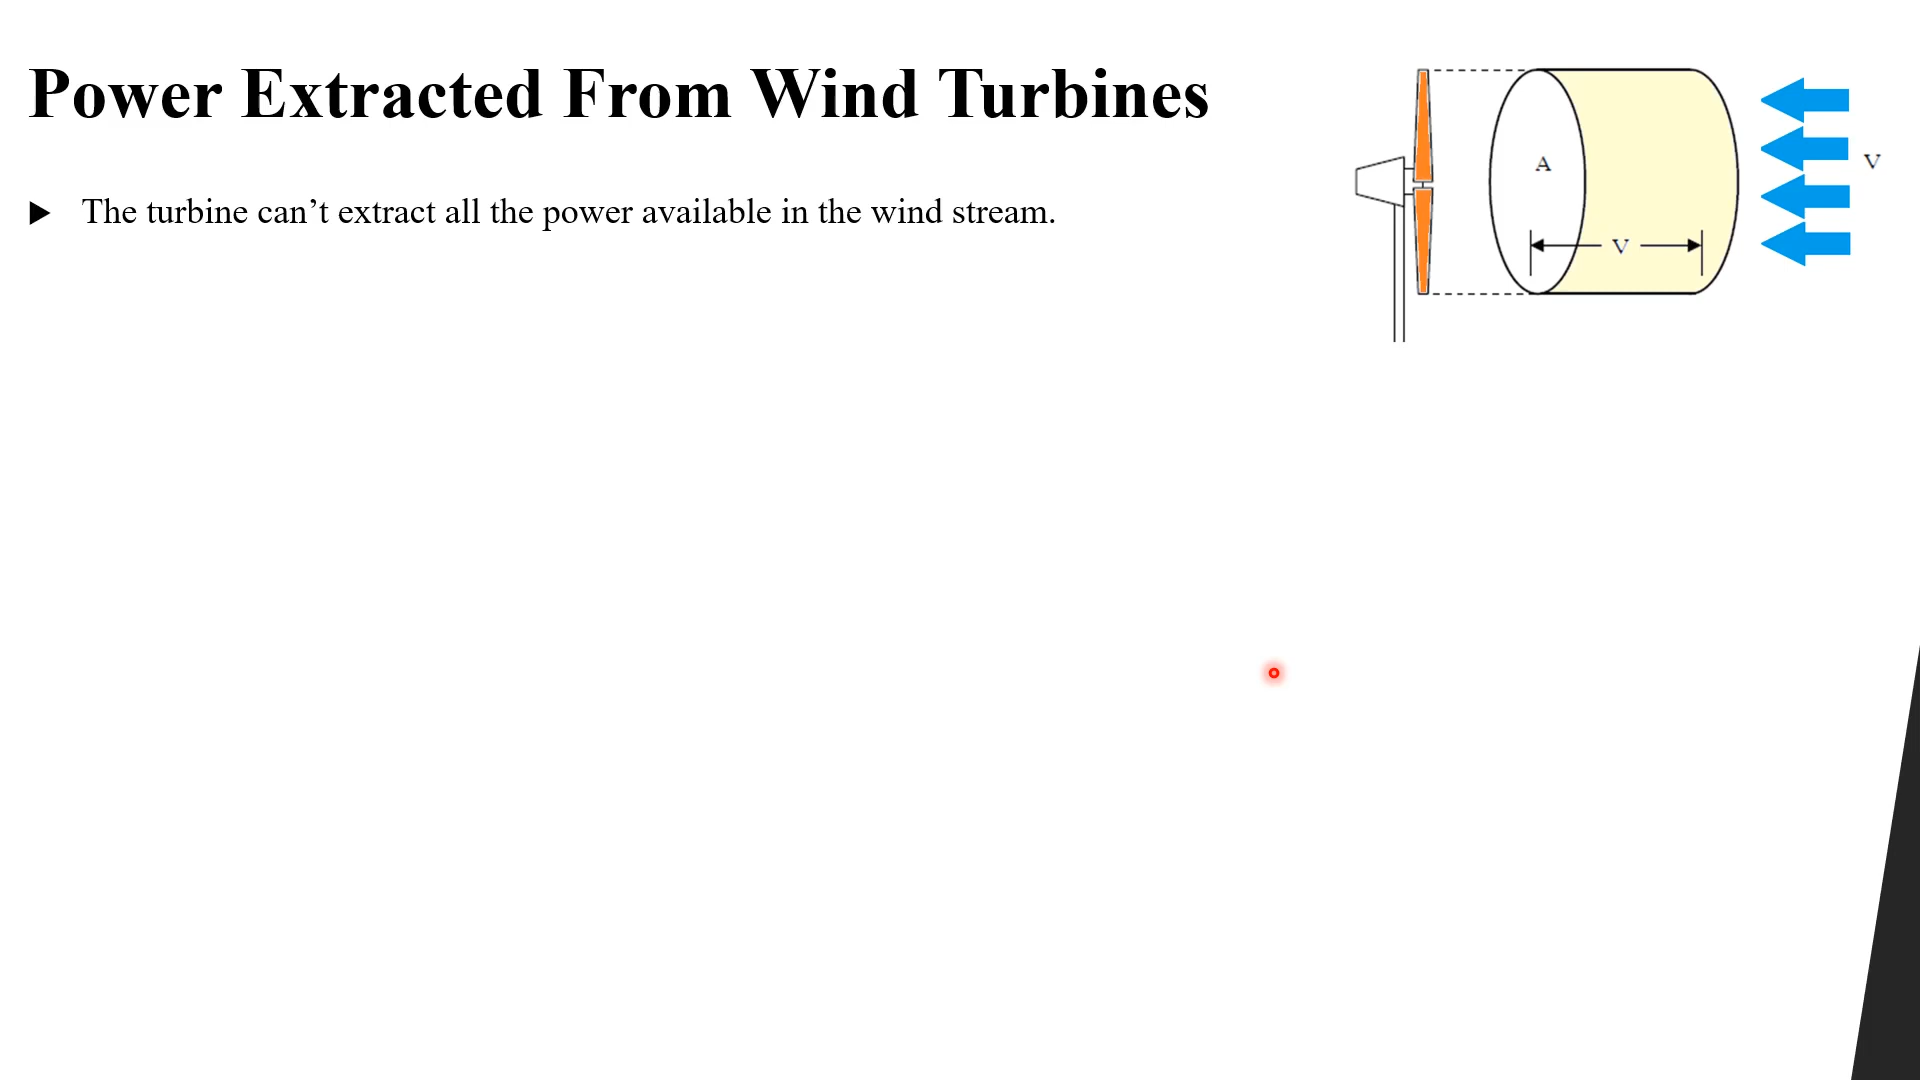 Power Extracted From Wind Turbines
The turbine can’t extract all the power available in the wind stream.
A
V
V